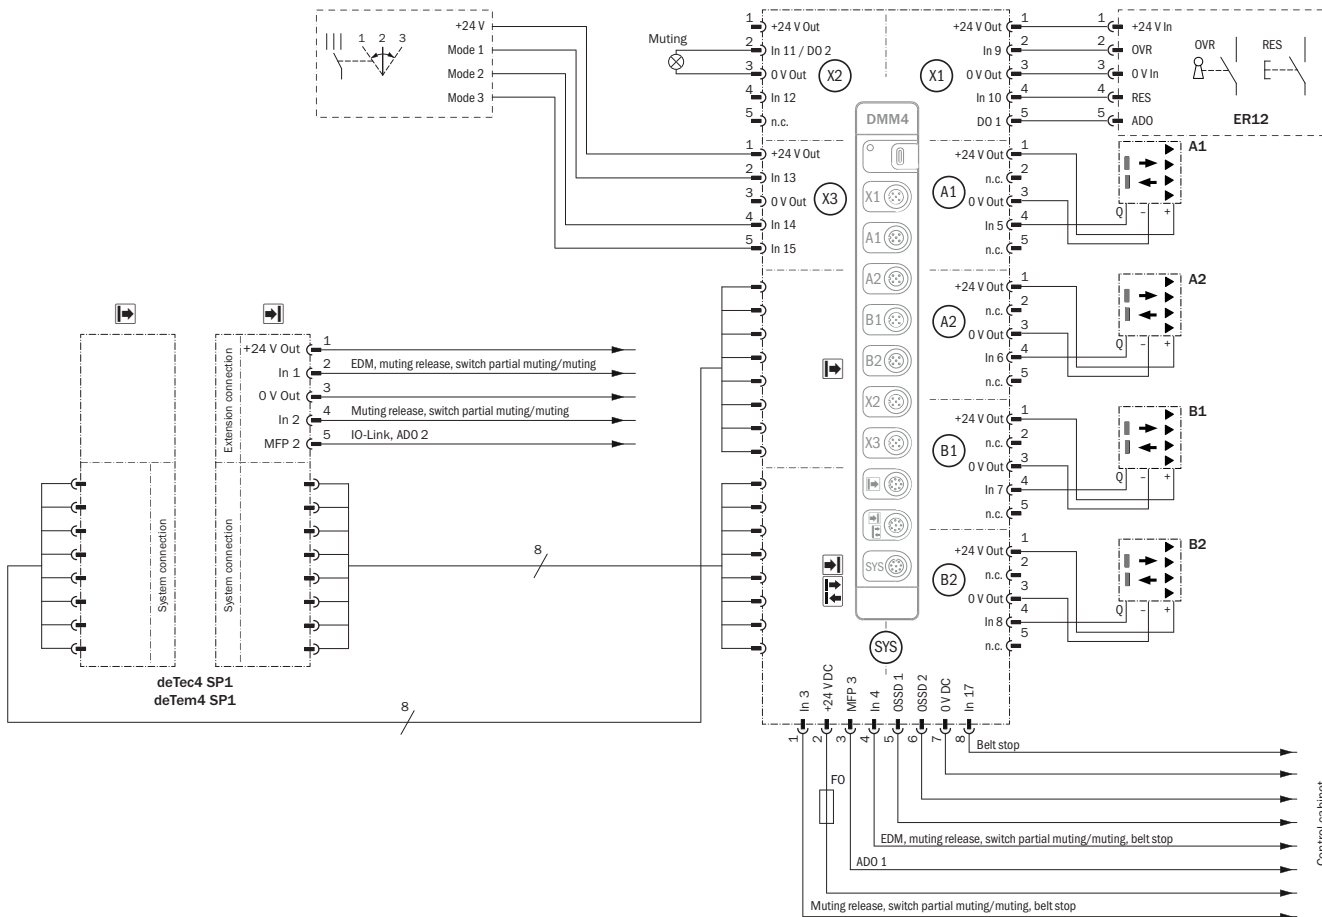 +24 V
Mode 1
Mode 2
Mode 3
1 2 3
Muting
1 +24 V Out
2 In 11 / DO 2
3 0 V Out
4 In 12
5 n.c.
X2
+24 V Out 1
In 9 2
0 V Out 3
In 10 4
DO 1 5
X1
1 +24 V In
2 OVR
3 0 V In
4 RES
5 ADO
OVR
RES
ER12
1 +24 V Out
2 In 13
3 0 V Out
4 In 14
5 In 15
X3
DMM4
X1
A1
A2
B1
B2
X2
X3
SYS
+24 V Out 1
n.c. 2
0 V Out 3
In 5 4
n.c. 5
A1
A1
Q – +
+24 V Out 1
n.c. 2
0 V Out 3
In 6 4
n.c. 5
A2
A2
Q – +
+24 V Out 1
n.c. 2
0 V Out 3
In 7 4
n.c. 5
B1
B1
Q – +
+24 V Out 1
n.c. 2
0 V Out 3
In 8 4
n.c. 5
B2
B2
Q – +
Extension connection
+24 V Out 1
In 1 2 EDM, muting release, switch partial muting/muting
0 V Out 3
In 2 4 Muting release, switch partial muting/muting
MFP 2 5 IO-Link, ADO 2
System connection
System connection
deTec4 SP1
deTem4 SP1
8
8
SYS
In 3
+24 V DC
MFP 3
In 4
OSSD 1
OSSD 2
0 V DC
In 17
1 2 3 4 5 6 7 8
Belt stop
F0
EDM, muting release, switch partial muting/muting, belt stop
ADO 1
Muting release, switch partial muting/muting, belt stop
Control cabinet